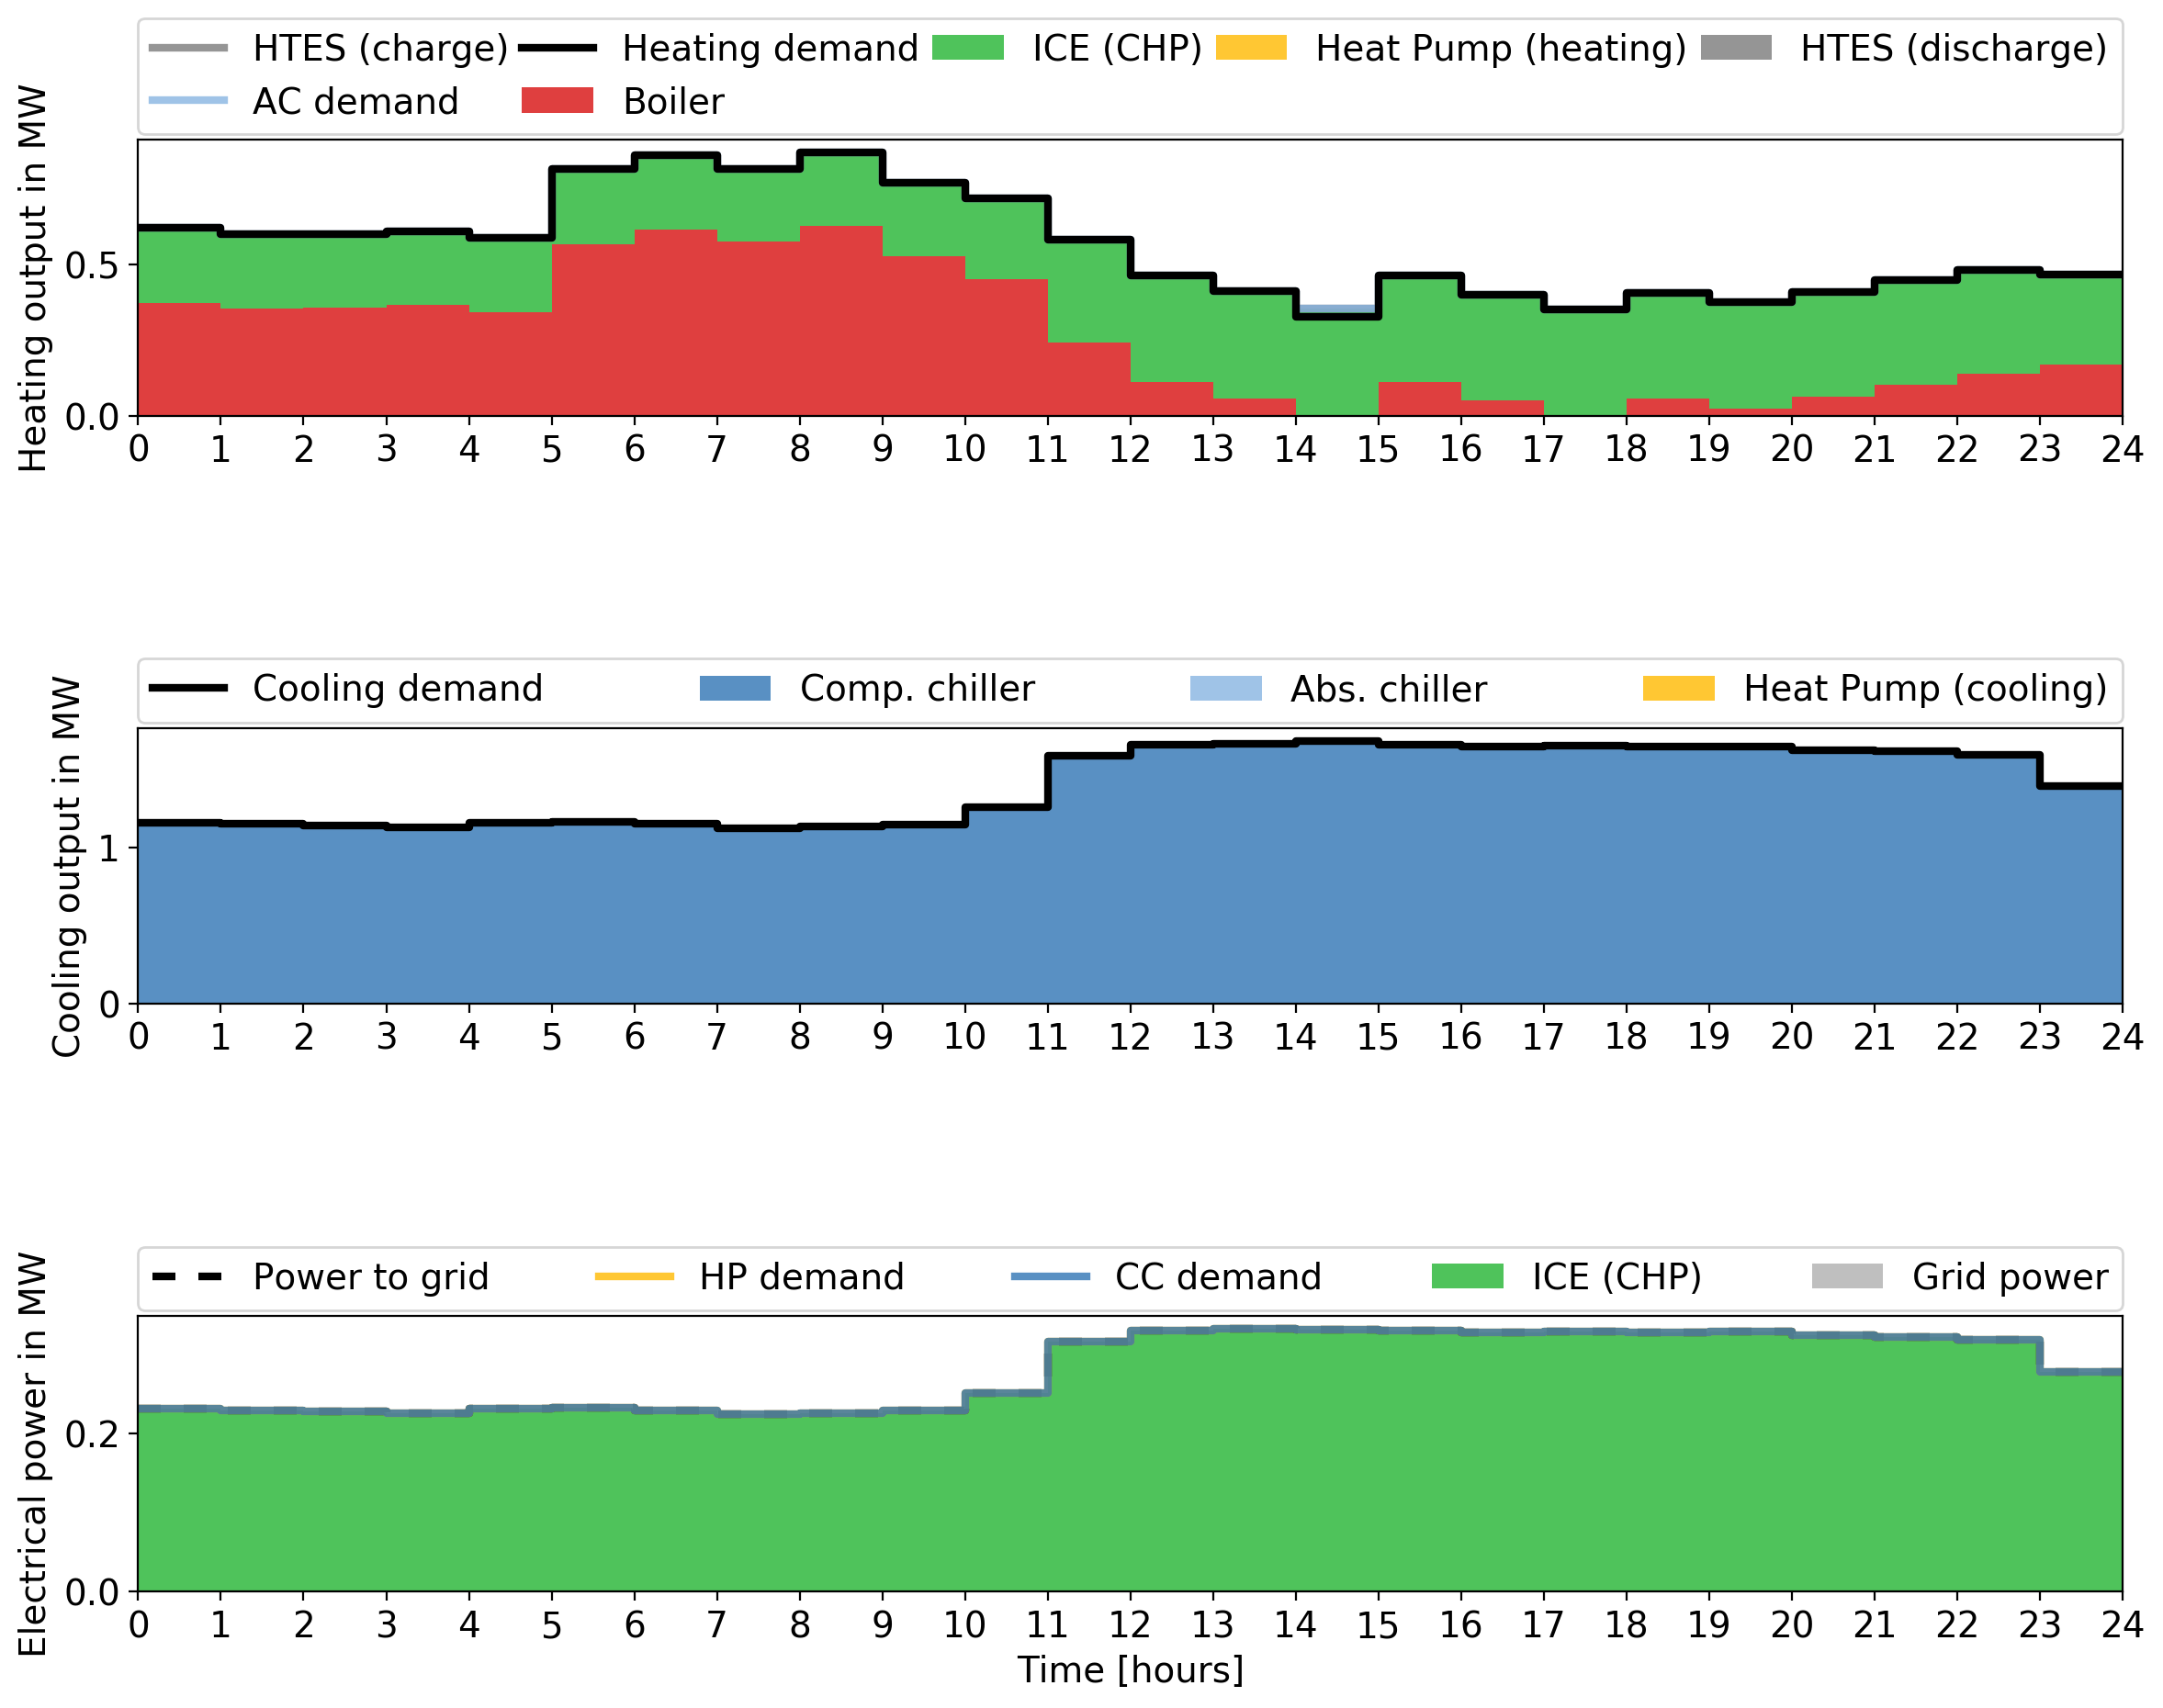 HTES (charge) Heating demand ICE (CHP) Heat Pump (heating) HTES (discharge)
AC demand Boiler
Heating output in MW
0.5
0.0
0 1 2 3 4 5 6 7 8 9 10 11 12 13 14 15 16 17 18 19 20 21 22 23 24
Cooling demand Comp. chiller Abs. chiller Heat Pump (cooling)
Cooling output in MW
1
0
0 1 2 3 4 5 6 7 8 9 10 11 12 13 14 15 16 17 18 19 20 21 22 23 24
Power to grid HP demand CC demand ICE (CHP) Grid power
Electrical power in MW
0.2
0.0
0 1 2 3 4 5 6 7 8 9 10 11 12 13 14 15 16 17 18 19 20 21 22 23 24
Time [hours]